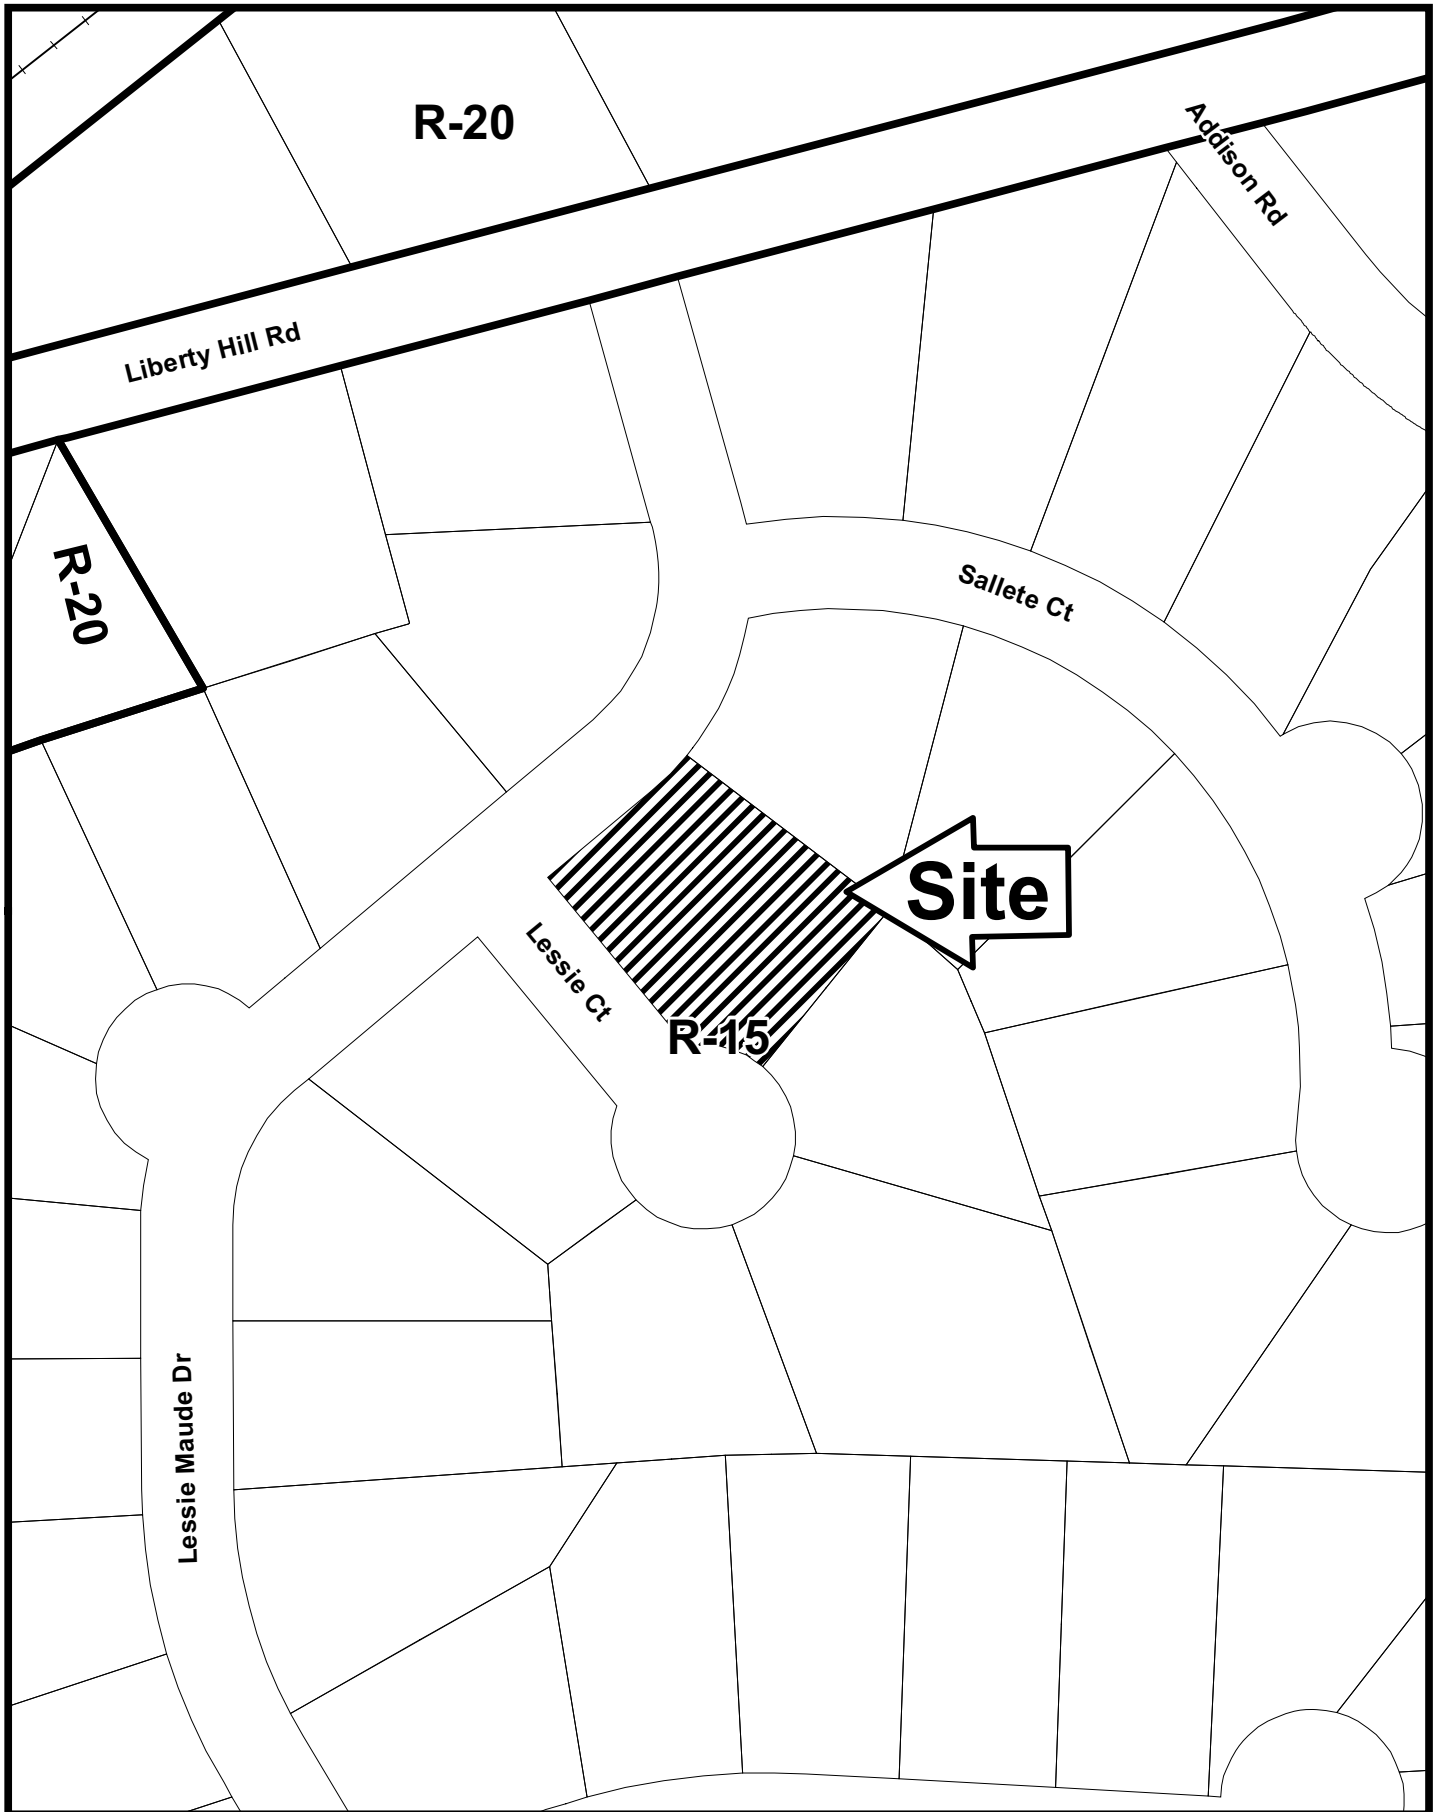 R-20
Addison Rd
Liberty Hill Rd
R-20
Sallete Ct
Site
Lessie Ct
R-15
Lessie Maude Dr